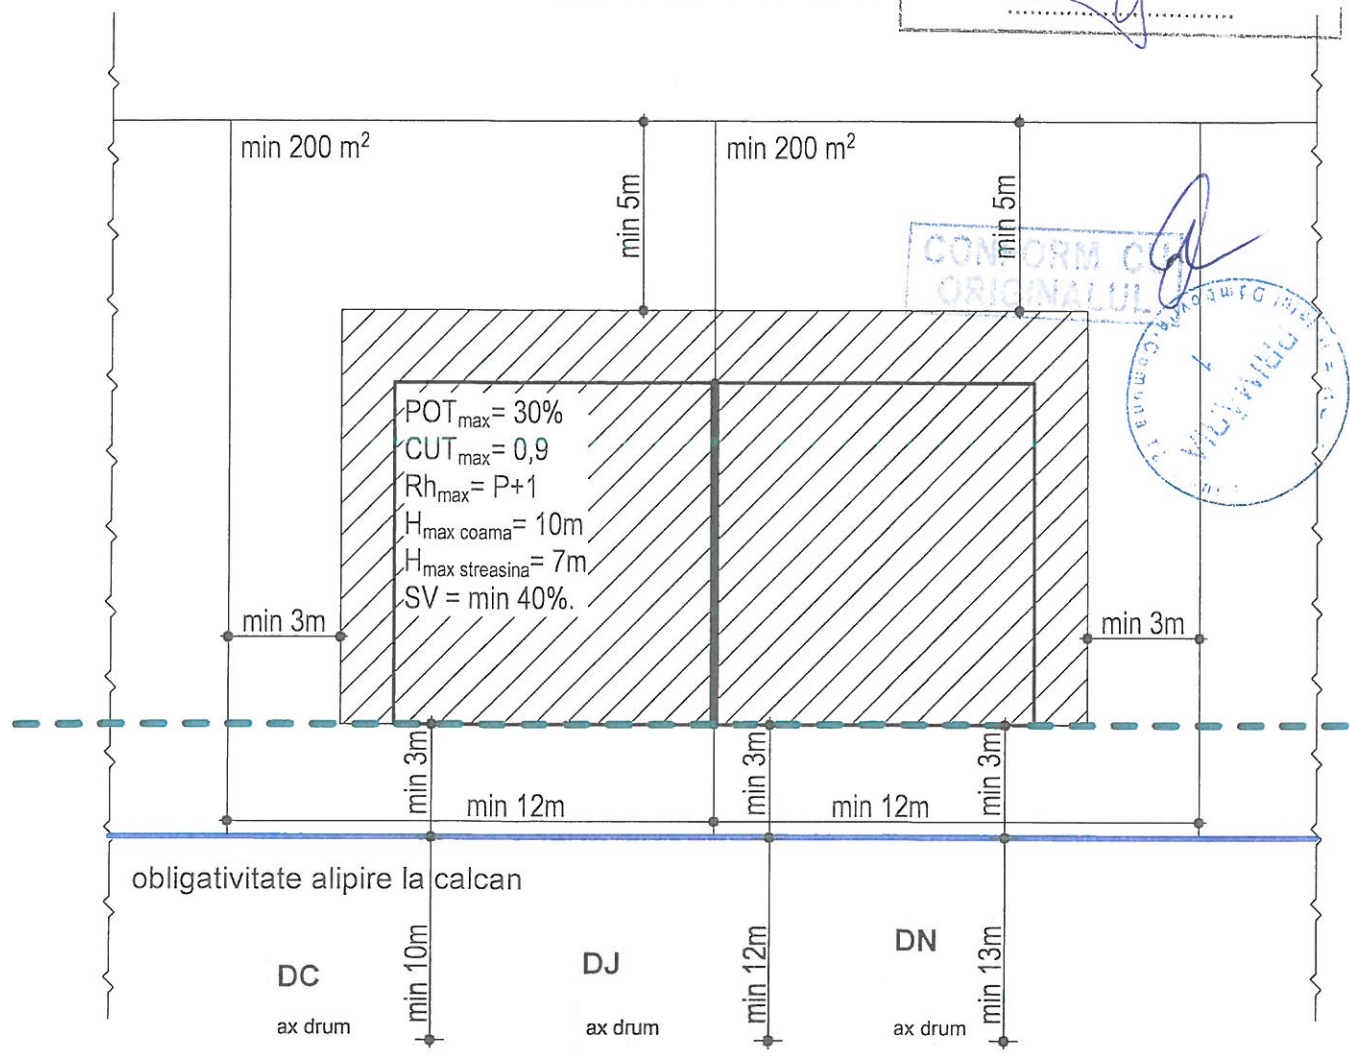 min 200 m²
min 200 m²
min 5m
min 5m
CONFORM CU
ORIGINALUL
PRIMĂRIA
1
POTmax= 30%
CUTmax= 0,9
Rhmax= P+1
Hmax coama= 10m
Hmax streasina= 7m
SV = min 40%.
min 3m
min 3m
min 3m
min 3m
min 3m
min 12m
min 12m
obligativitate alipire la calcan
DC
DJ
DN
min 10m
min 12m
min 13m
ax drum
ax drum
ax drum